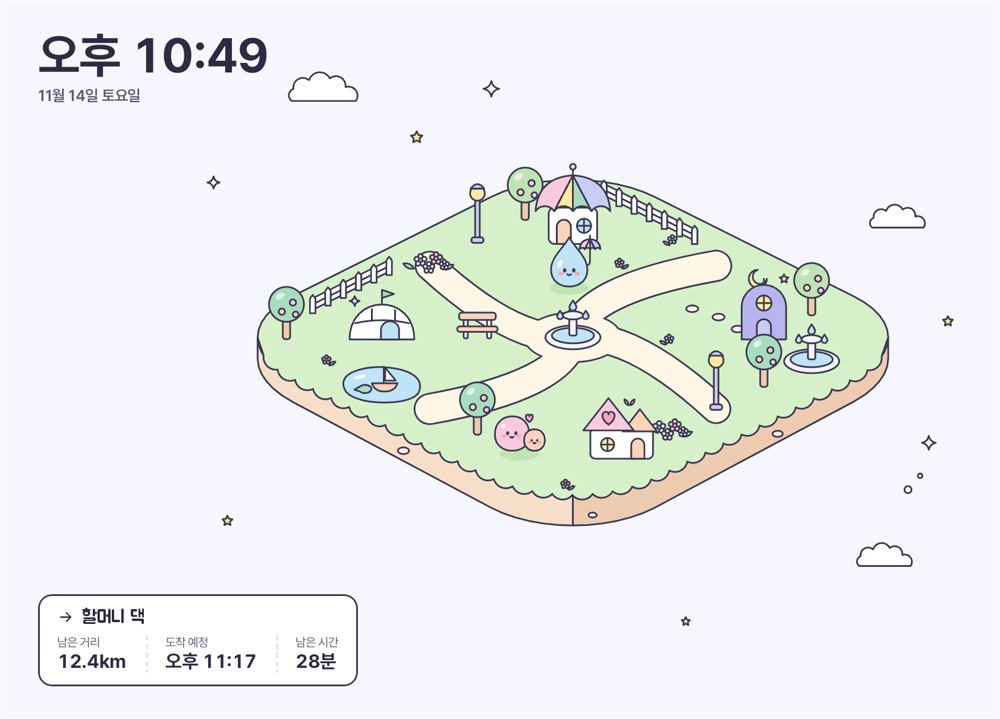 오후 10:49
11월 14일 토요일
→ 할머니 댁
남은 거리 도착 예정 남은 시간
12.4km 오후 11:17 28분